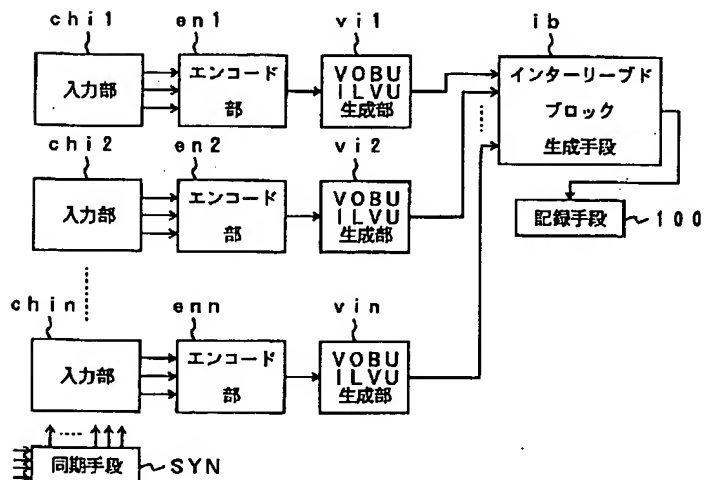 chi1 en1 vi1 ib
入力部
エンコード
部
VOBU
ILVU
生成部
インターリーブド
ブロック
生成手段
chi2 en2 vi2
入力部
エンコード
部
VOBU
ILVU
生成部
記録手段 100
chin enn vin
入力部
エンコード
部
VOBU
ILVU
生成部
同期手段 SYN